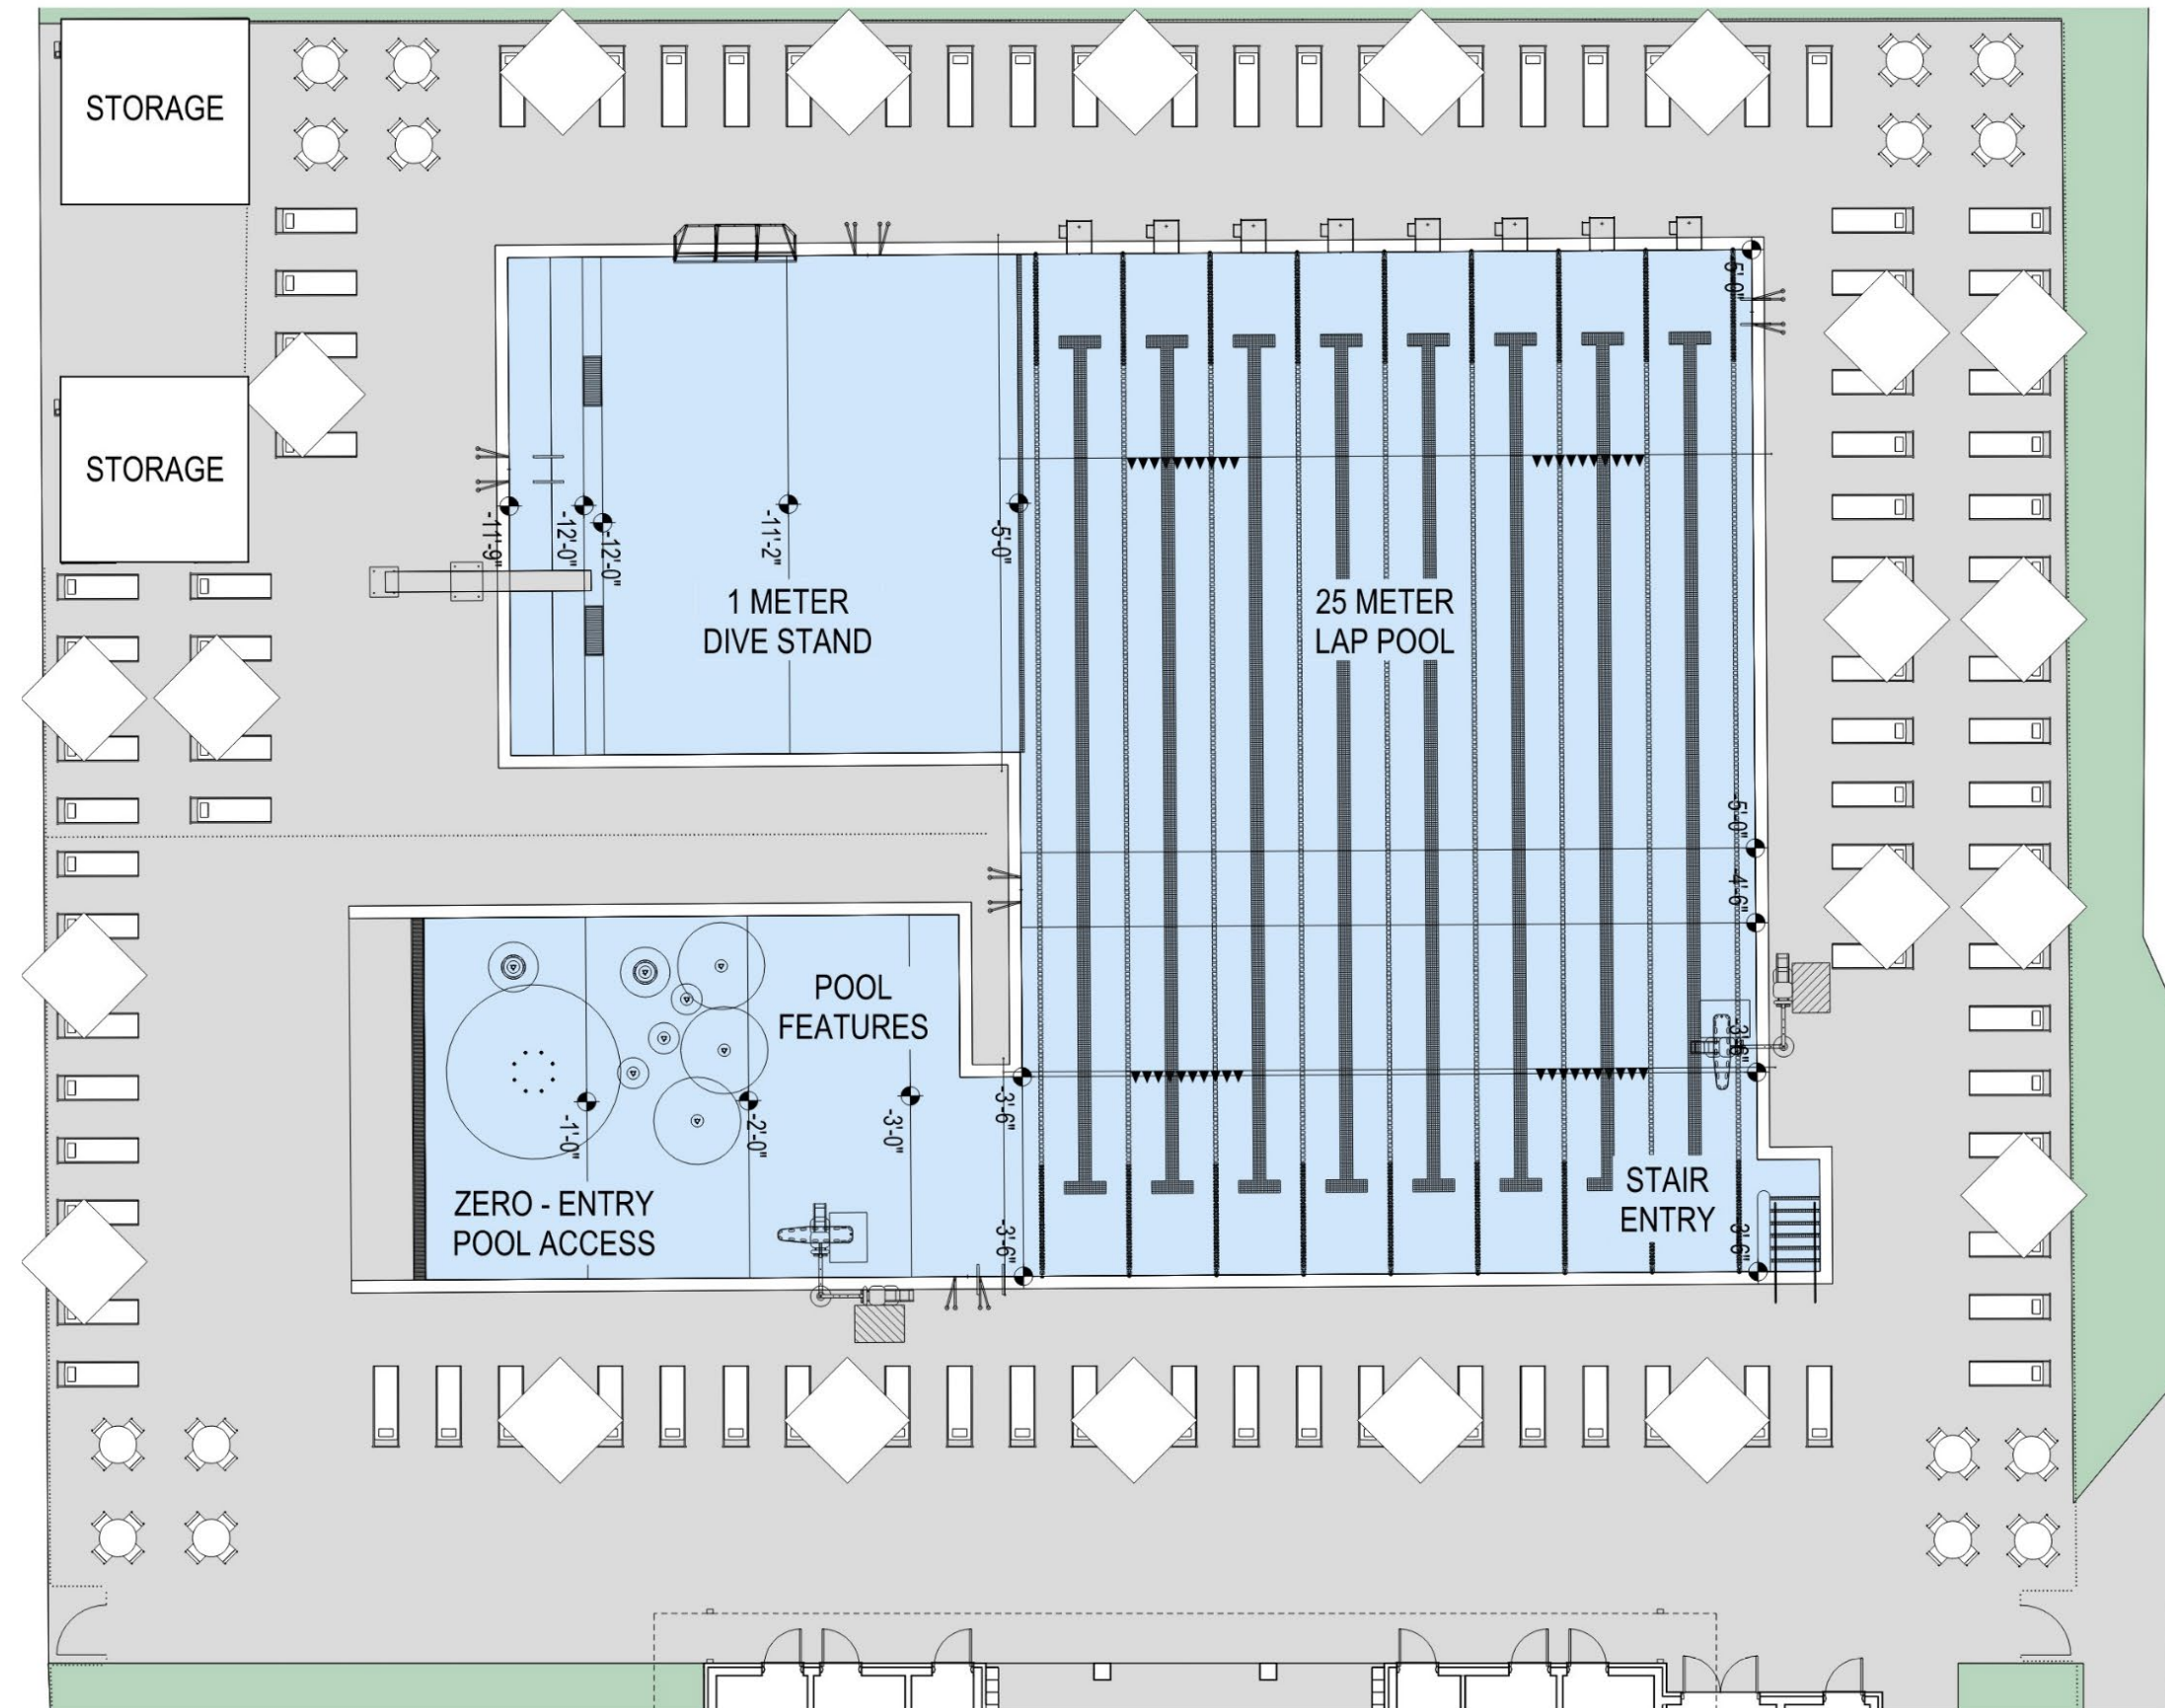 STORAGE
STORAGE
-5'-0"
-11'-9"
-12'-0"
-12'-0"
-11'-2"
-5'-0"
1 METER
DIVE STAND
25 METER
LAP POOL
-5'-0"
-4'-6"
POOL
FEATURES
-3'-6"
-1'-0"
-2'-0"
-3'-0"
-3'-6"
ZERO - ENTRY
POOL ACCESS
-3'-6"
STAIR
ENTRY
-3'-6"